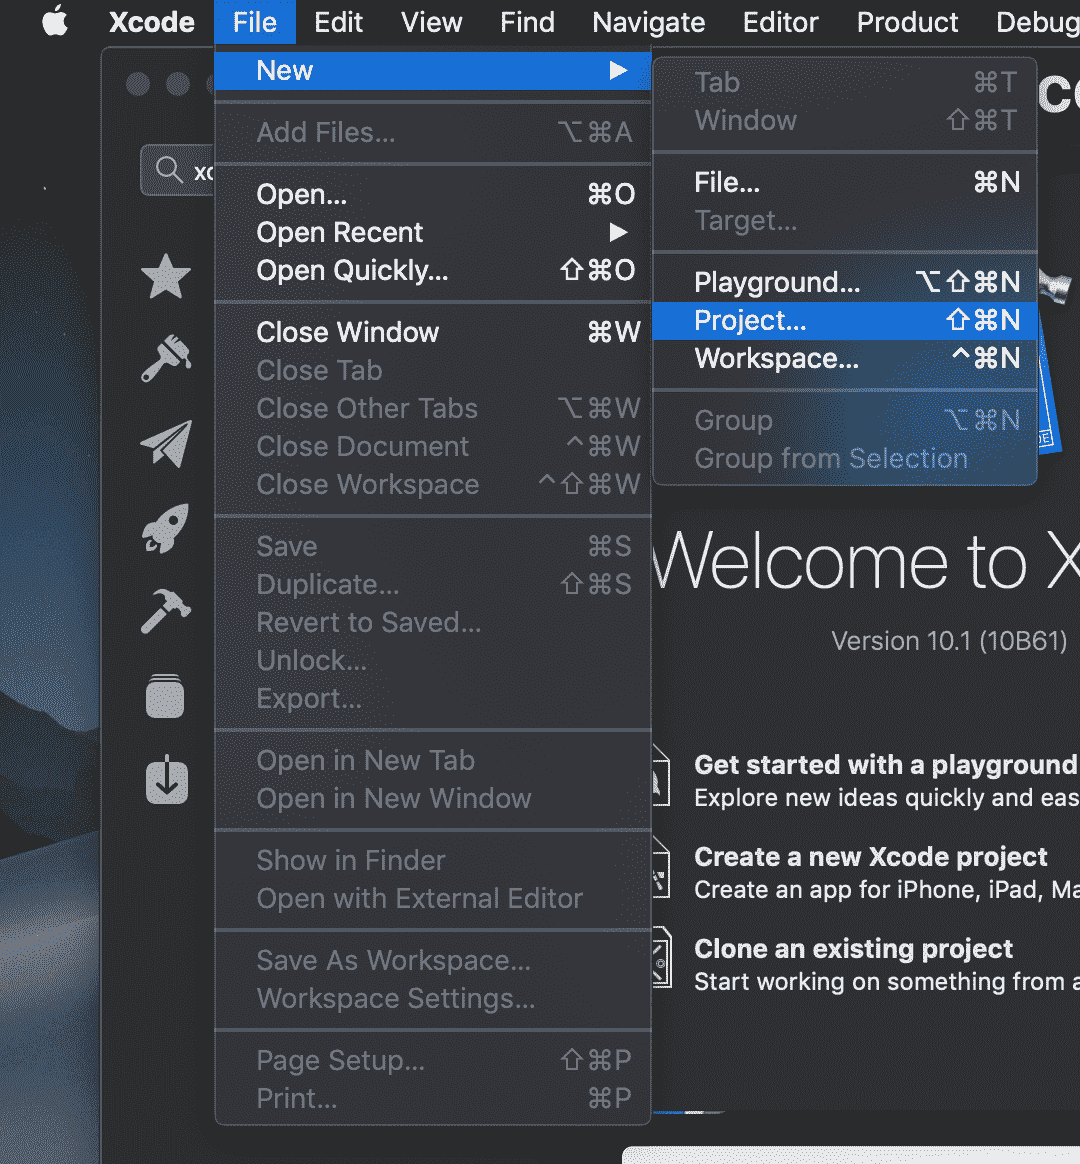 Xcode File Edit View Find Navigate Editor Product Debug
New ▶
Add Files... ⌥⌘A
Open... ⌘O
Open Recent ▶
Open Quickly... ⇧⌘O
Close Window ⌘W
Close Tab
Close Other Tabs ⌥⌘W
Close Document ^⌘W
Close Workspace ^⇧⌘W
Save ⌘S
Duplicate... ⇧⌘S
Revert to Saved...
Unlock...
Export...
Open in New Tab
Open in New Window
Show in Finder
Open with External Editor
Save As Workspace...
Workspace Settings...
Page Setup... ⇧⌘P
Print... ⌘P
Tab ⌘T
Window ⇧⌘T
File... ⌘N
Target...
Playground... ⌥⇧⌘N
Project... ⇧⌘N
Workspace... ^⌘N
Group ⌥⌘N
Group from Selection
Welcome to X
Version 10.1 (10B61)
Get started with a playground
Explore new ideas quickly and eas
Create a new Xcode project
Create an app for iPhone, iPad, Ma
Clone an existing project
Start working on something from a